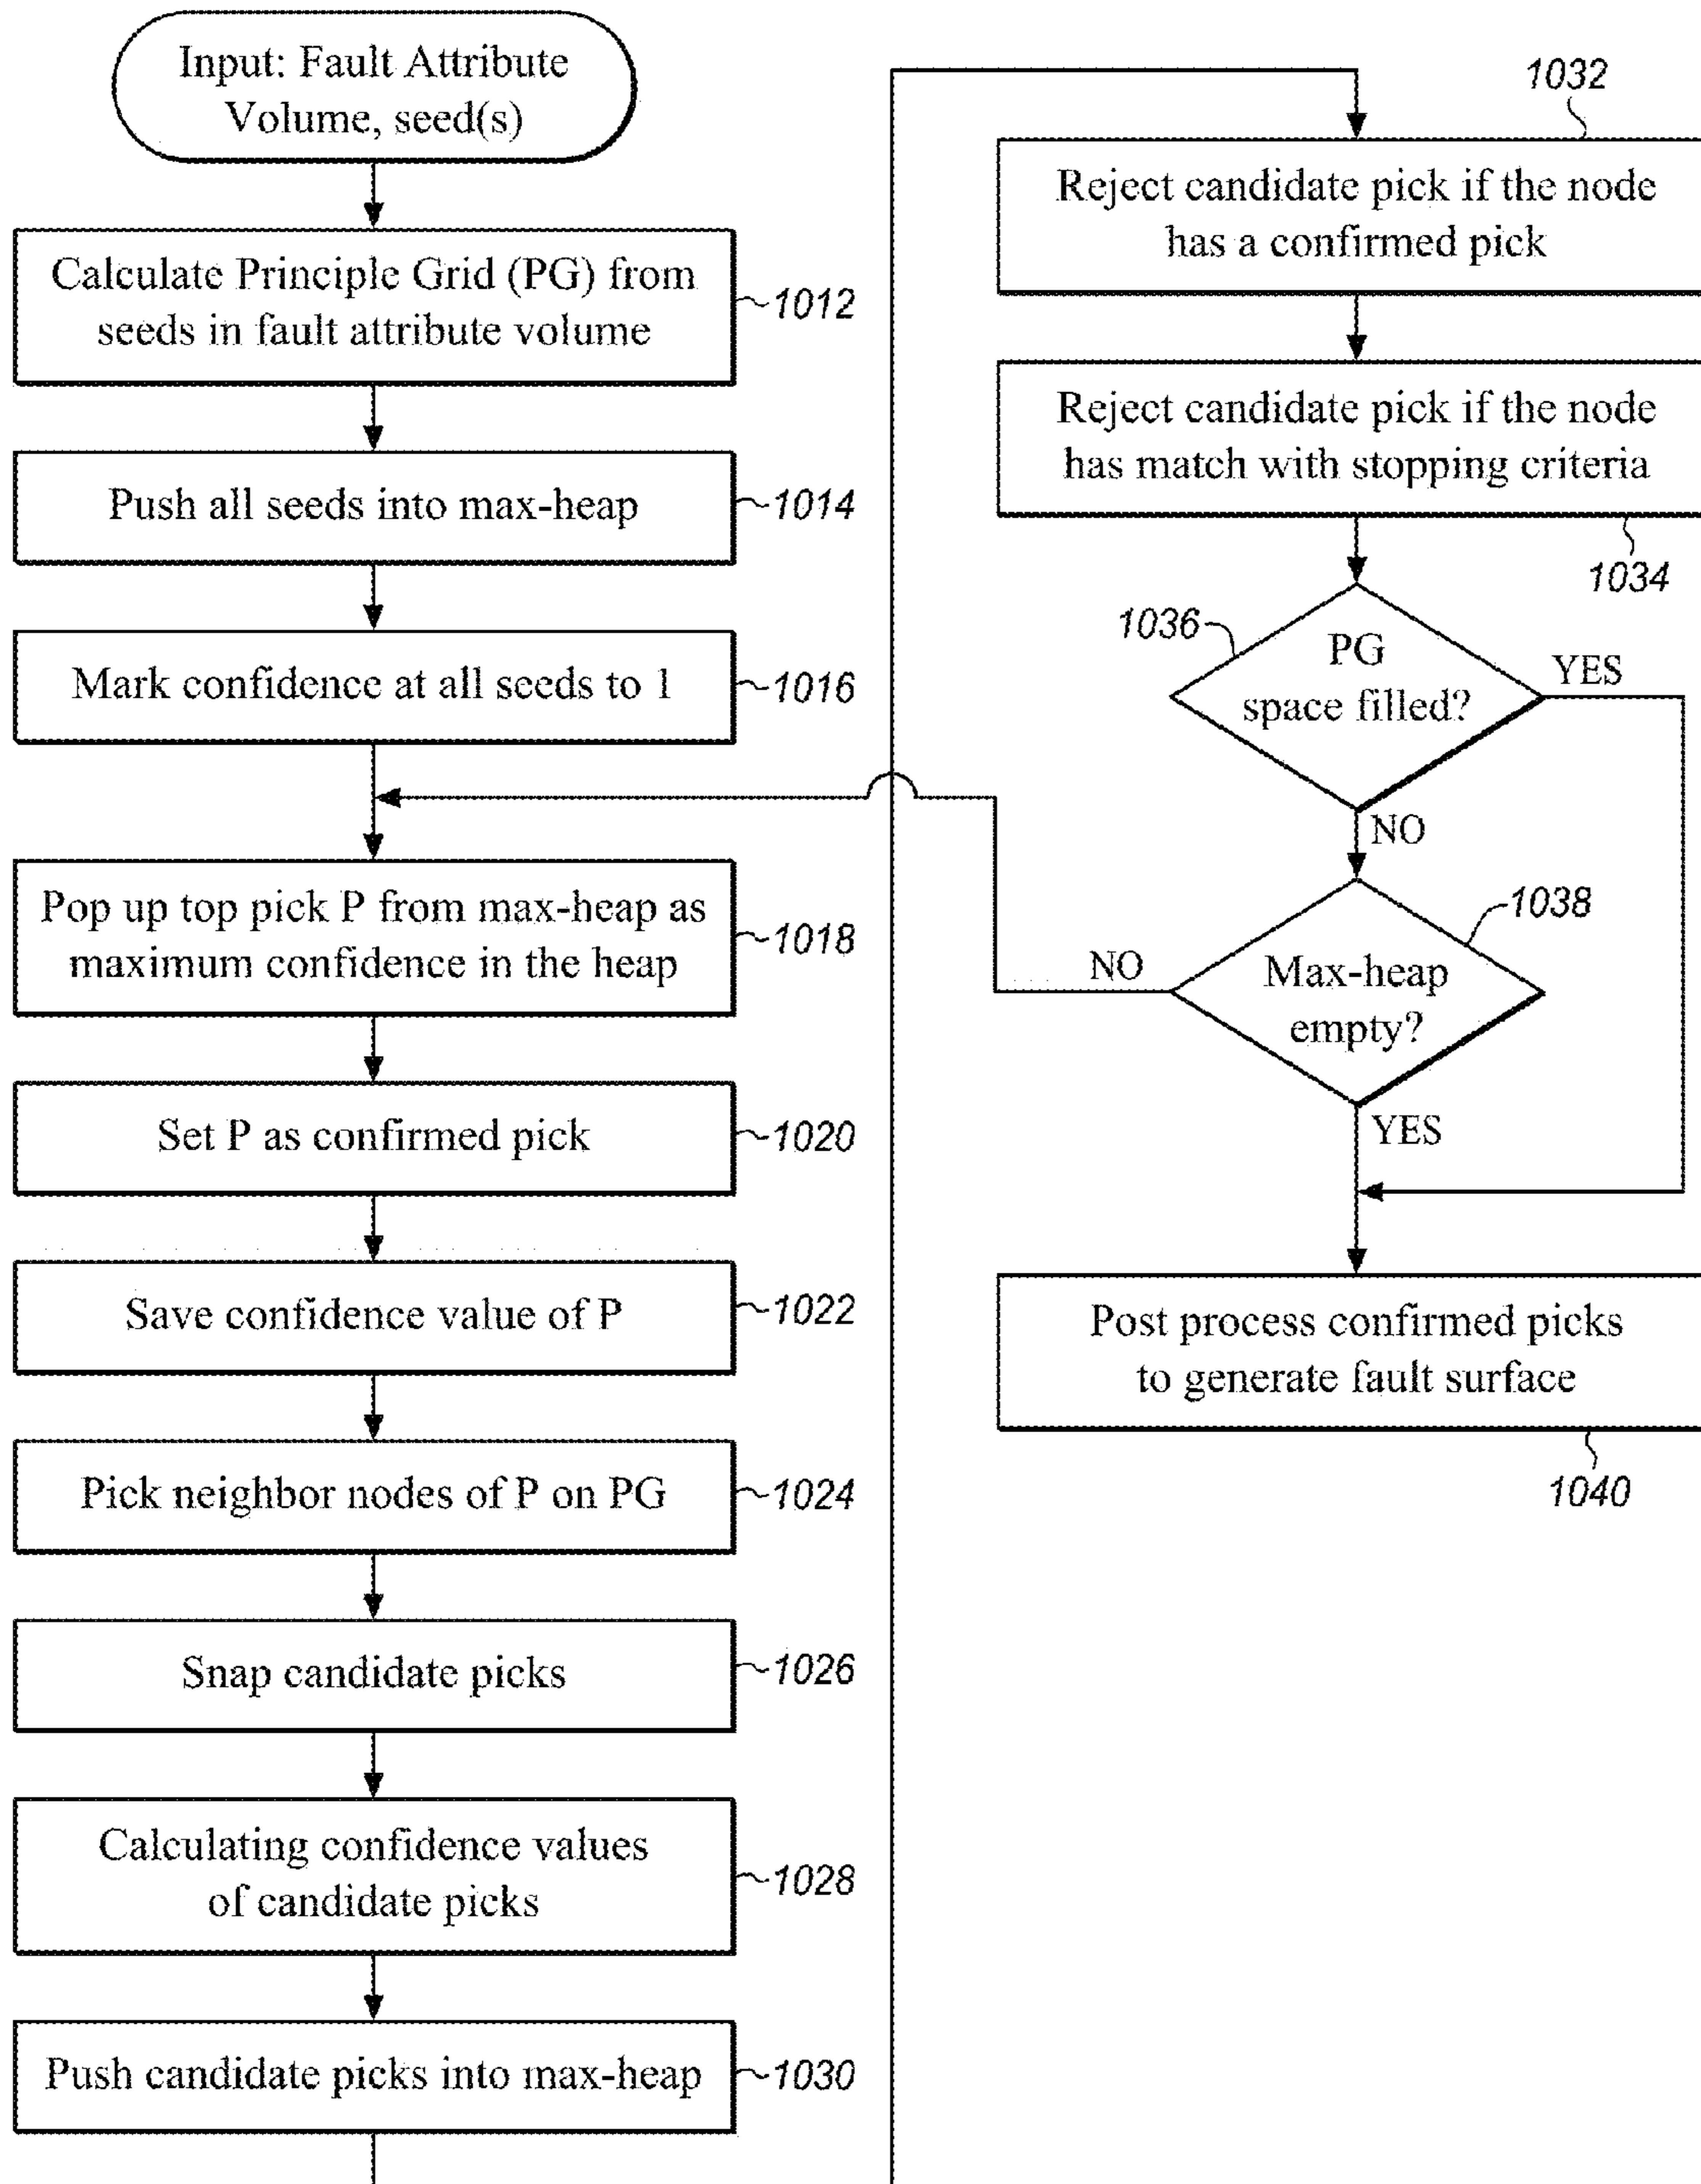 Input: Fault Attribute
Volume, seed(s)
Calculate Principle Grid (PG) from
seeds in fault attribute volume
1012
Push all seeds into max-heap
1014
Mark confidence at all seeds to 1
1016
Pop up top pick P from max-heap as
maximum confidence in the heap
1018
Set P as confirmed pick
1020
Save confidence value of P
1022
Pick neighbor nodes of P on PG
1024
Snap candidate picks
1026
Calculating confidence values
of candidate picks
1028
Push candidate picks into max-heap
1030
1032
Reject candidate pick if the node
has a confirmed pick
Reject candidate pick if the node
has match with stopping criteria
1034
1036
PG
space filled?
YES
NO
1038
Max-heap
empty?
NO
YES
Post process confirmed picks
to generate fault surface
1040